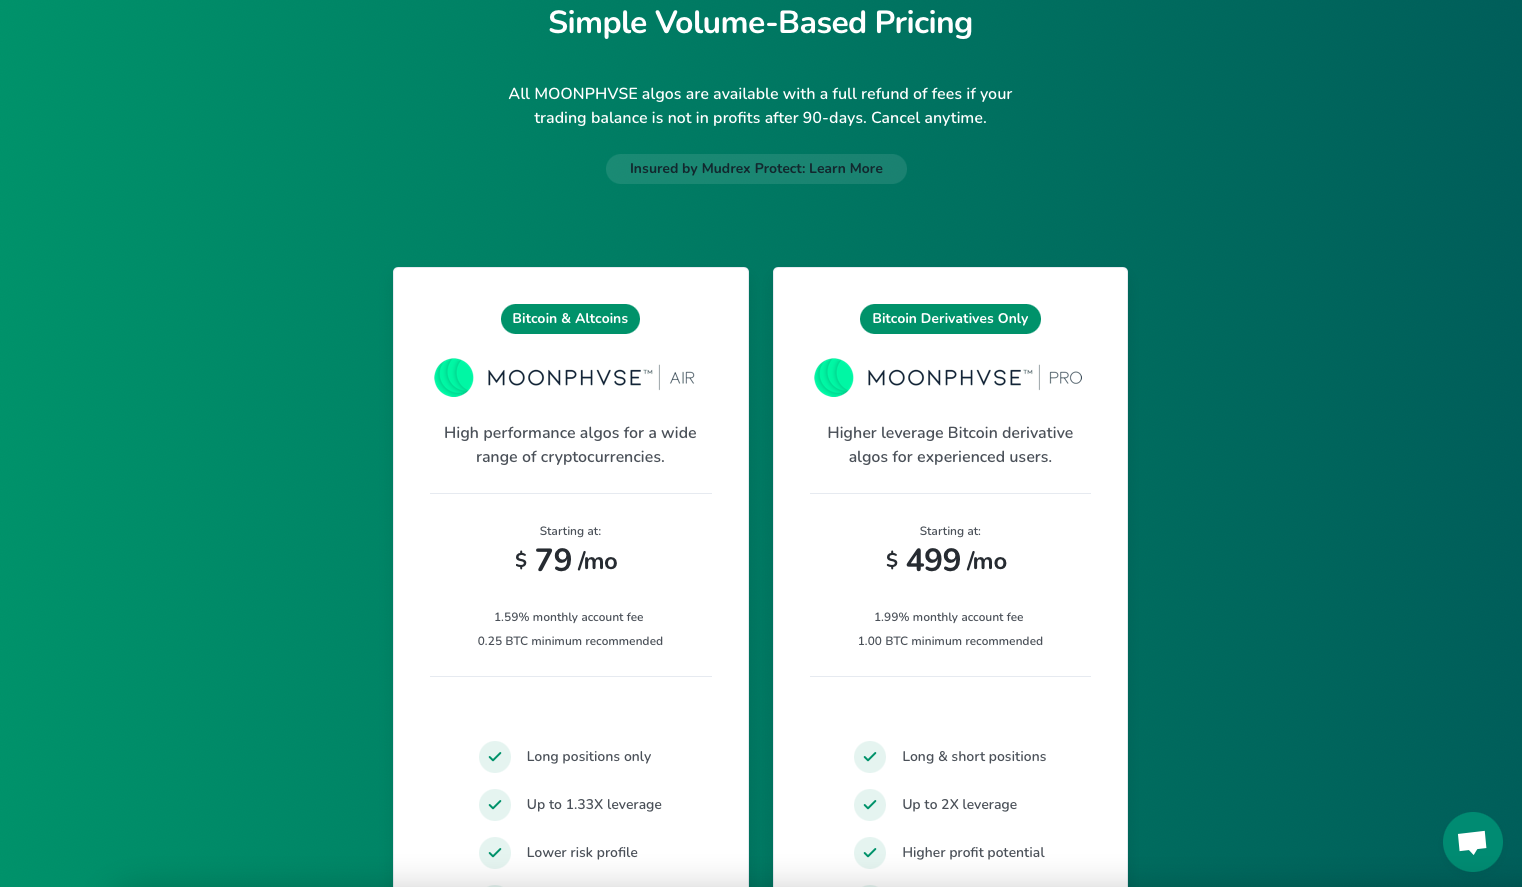 Simple Volume-Based Pricing
All MOONPHVSE algos are available with a full refund of fees if your
trading balance is not in profits after 90-days. Cancel anytime.
Insured by Mudrex Protect: Learn More
Bitcoin & Altcoins
MOONPHVSE™ | AIR
High performance algos for a wide
range of cryptocurrencies.
Starting at:
$ 79 /mo
1.59% monthly account fee
0.25 BTC minimum recommended
Long positions only
Up to 1.33X leverage
Lower risk profile
Bitcoin Derivatives Only
MOONPHVSE™ | PRO
Higher leverage Bitcoin derivative
algos for experienced users.
Starting at:
$ 499 /mo
1.99% monthly account fee
1.00 BTC minimum recommended
Long & short positions
Up to 2X leverage
Higher profit potential